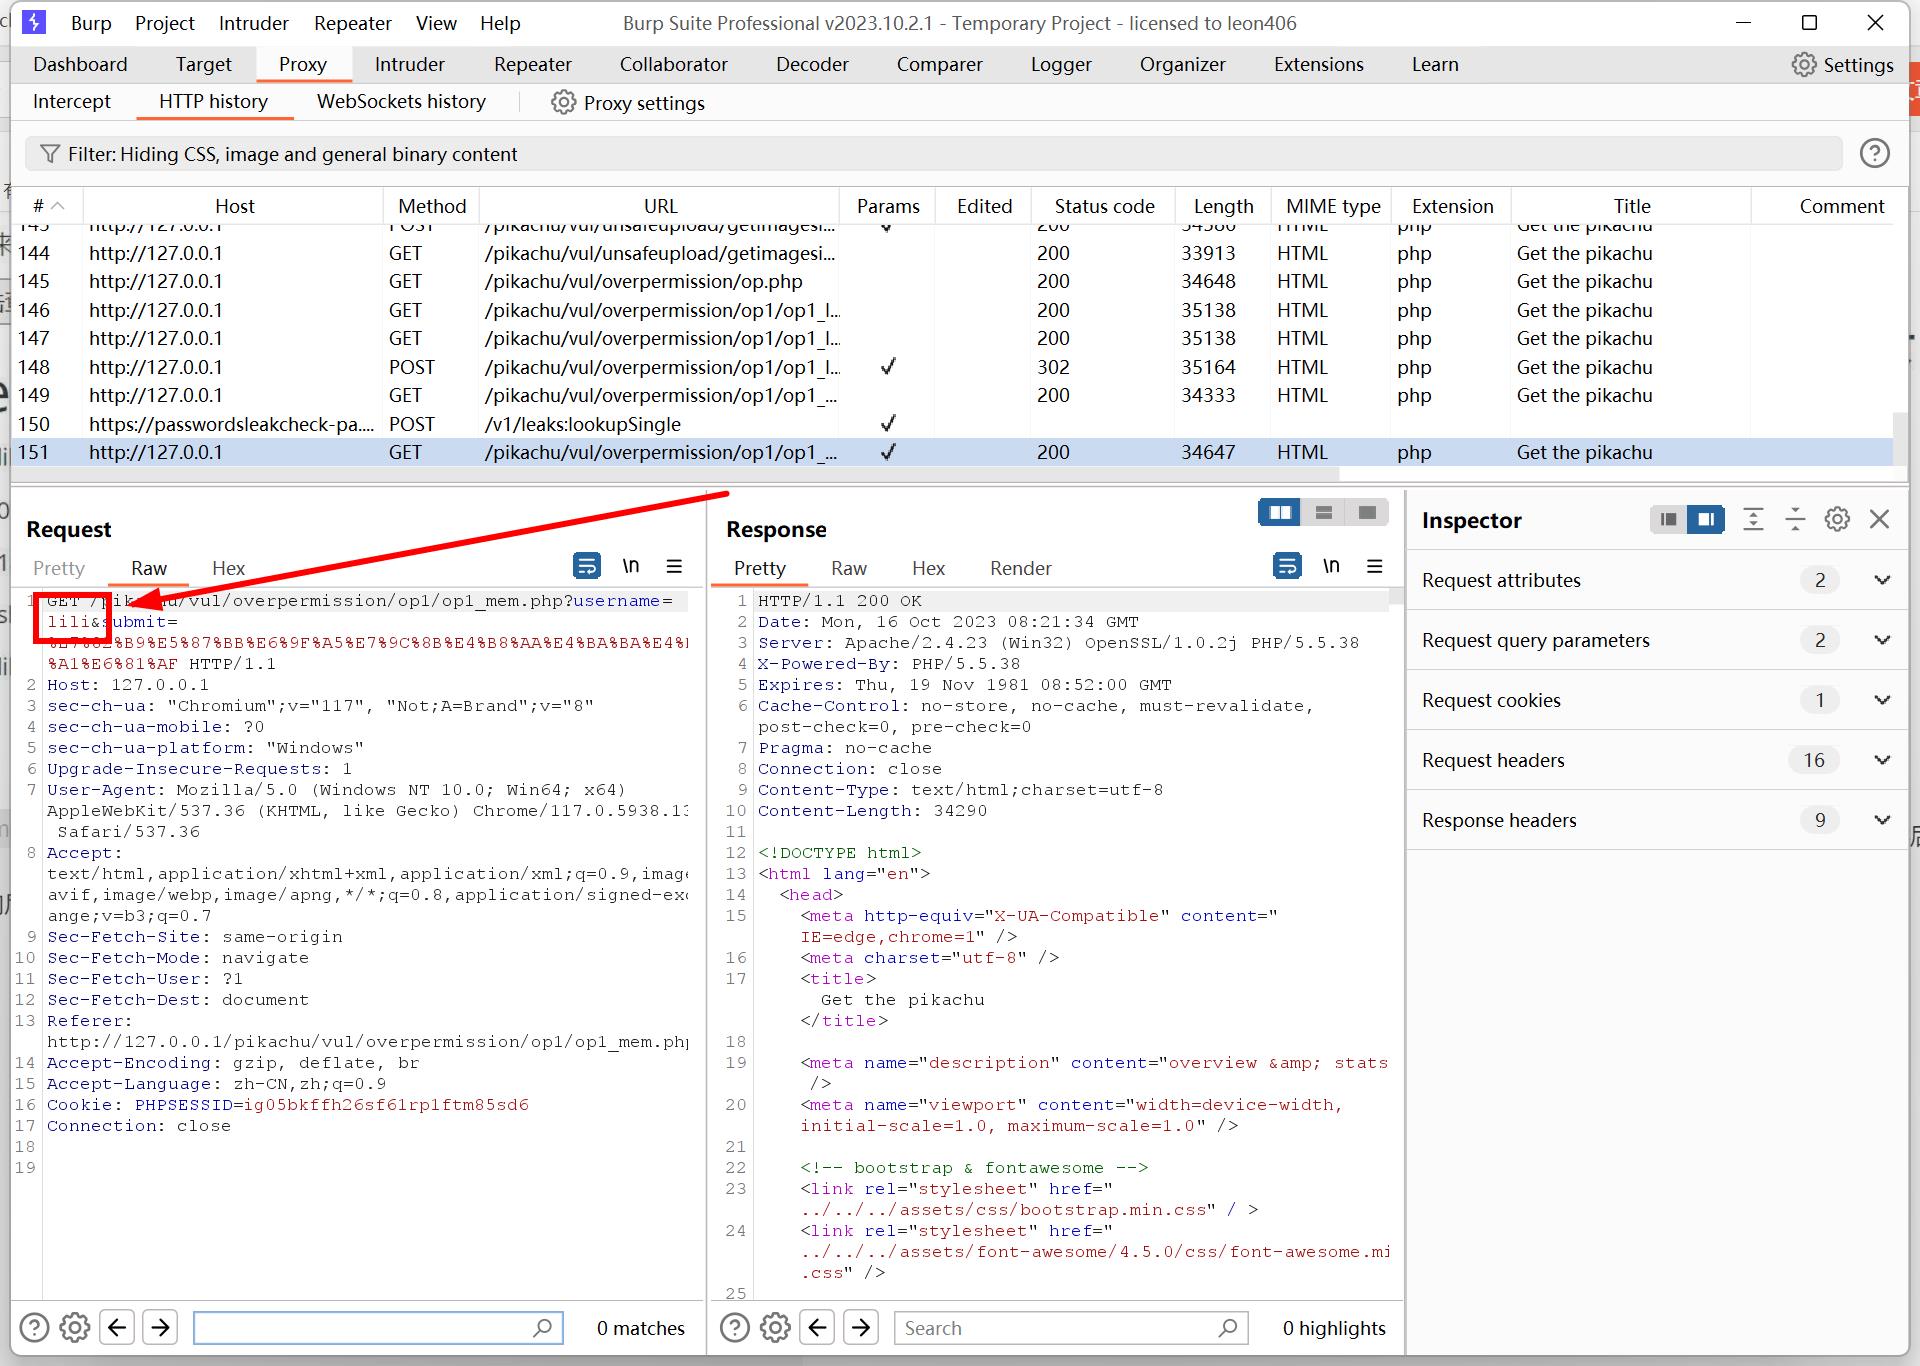 Burp Project Intruder Repeater View Help Burp Suite Professional v2023.10.2.1 - Temporary Project - licensed to leon406
Dashboard Target Proxy Intruder Repeater Collaborator Decoder Comparer Logger Organizer Extensions Learn Settings
Intercept HTTP history WebSockets history Proxy settings
Filter: Hiding CSS, image and general binary content
# Host Method URL Params Edited Status code Length MIME type Extension Title Comment
143 http://127.0.0.1 POST /pikachu/vul/unsafeupload/getimagesi... ✓ 200 34580 HTML php Get the pikachu
144 http://127.0.0.1 GET /pikachu/vul/unsafeupload/getimagesi... 200 33913 HTML php Get the pikachu
145 http://127.0.0.1 GET /pikachu/vul/overpermission/op.php 200 34648 HTML php Get the pikachu
146 http://127.0.0.1 GET /pikachu/vul/overpermission/op1/op1_l... 200 35138 HTML php Get the pikachu
147 http://127.0.0.1 GET /pikachu/vul/overpermission/op1/op1_l... 200 35138 HTML php Get the pikachu
148 http://127.0.0.1 POST /pikachu/vul/overpermission/op1/op1_l... ✓ 302 35164 HTML php Get the pikachu
149 http://127.0.0.1 GET /pikachu/vul/overpermission/op1/op1_... 200 34333 HTML php Get the pikachu
150 https://passwordsleakcheck-pa.... POST /v1/leaks:lookupSingle ✓
151 http://127.0.0.1 GET /pikachu/vul/overpermission/op1/op1_... ✓ 200 34647 HTML php Get the pikachu
Request
Pretty Raw Hex \n
1 GET /pikachu/vul/overpermission/op1/op1_mem.php?username=
lili&submit=
%E7%82%B9%E5%87%BB%E6%9F%A5%E7%9C%8B%E4%B8%AA%E4%BA%BA%E4%
%A1%E6%81%AF HTTP/1.1
2 Host: 127.0.0.1
3 sec-ch-ua: "Chromium";v="117", "Not;A=Brand";v="8"
4 sec-ch-ua-mobile: ?0
5 sec-ch-ua-platform: "Windows"
6 Upgrade-Insecure-Requests: 1
7 User-Agent: Mozilla/5.0 (Windows NT 10.0; Win64; x64)
AppleWebKit/537.36 (KHTML, like Gecko) Chrome/117.0.5938.13
Safari/537.36
8 Accept:
text/html,application/xhtml+xml,application/xml;q=0.9,image
avif,image/webp,image/apng,*/*;q=0.8,application/signed-exc
ange;v=b3;q=0.7
9 Sec-Fetch-Site: same-origin
10 Sec-Fetch-Mode: navigate
11 Sec-Fetch-User: ?1
12 Sec-Fetch-Dest: document
13 Referer:
http://127.0.0.1/pikachu/vul/overpermission/op1/op1_mem.php
14 Accept-Encoding: gzip, deflate, br
15 Accept-Language: zh-CN,zh;q=0.9
16 Cookie: PHPSESSID=ig05bkffh26sf61rp1ftm85sd6
17 Connection: close
18
19
0 matches
Response
Pretty Raw Hex Render \n
1 HTTP/1.1 200 OK
2 Date: Mon, 16 Oct 2023 08:21:34 GMT
3 Server: Apache/2.4.23 (Win32) OpenSSL/1.0.2j PHP/5.5.38
4 X-Powered-By: PHP/5.5.38
5 Expires: Thu, 19 Nov 1981 08:52:00 GMT
6 Cache-Control: no-store, no-cache, must-revalidate,
post-check=0, pre-check=0
7 Pragma: no-cache
8 Connection: close
9 Content-Type: text/html;charset=utf-8
10 Content-Length: 34290
11
12 <!DOCTYPE html>
13 <html lang="en">
14 <head>
15 <meta http-equiv="X-UA-Compatible" content="
IE=edge,chrome=1" />
16 <meta charset="utf-8" />
17 <title>
Get the pikachu
</title>
18
19 <meta name="description" content="overview &amp; stats
/>
20 <meta name="viewport" content="width=device-width,
initial-scale=1.0, maximum-scale=1.0" />
21
22 <!-- bootstrap & fontawesome -->
23 <link rel="stylesheet" href="
../../../assets/css/bootstrap.min.css" / >
24 <link rel="stylesheet" href="
../../../assets/font-awesome/4.5.0/css/font-awesome.mi
.css" />
25
Search 0 highlights
Inspector
Request attributes 2
Request query parameters 2
Request cookies 1
Request headers 16
Response headers 9